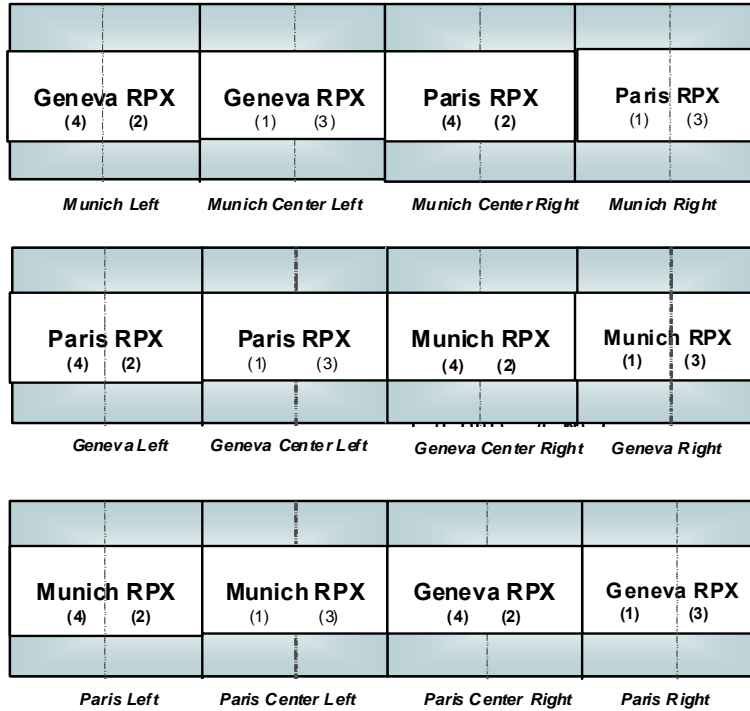 Geneva RPX Geneva RPX Paris RPX Paris RPX
(4) (2) (1) (3) (4) (2) (1) (3)
Munich Left Munich Center Left Munich Center Right Munich Right
Paris RPX Paris RPX Munich RPX Munich RPX
(4) (2) (1) (3) (4) (2) (1) (3)
Geneva Left Geneva Center Left Geneva Center Right Geneva Right
Munich RPX Munich RPX Geneva RPX Geneva RPX
(4) (2) (1) (3) (4) (2) (1) (3)
Paris Left Paris Center Left Paris Center Right Paris Right